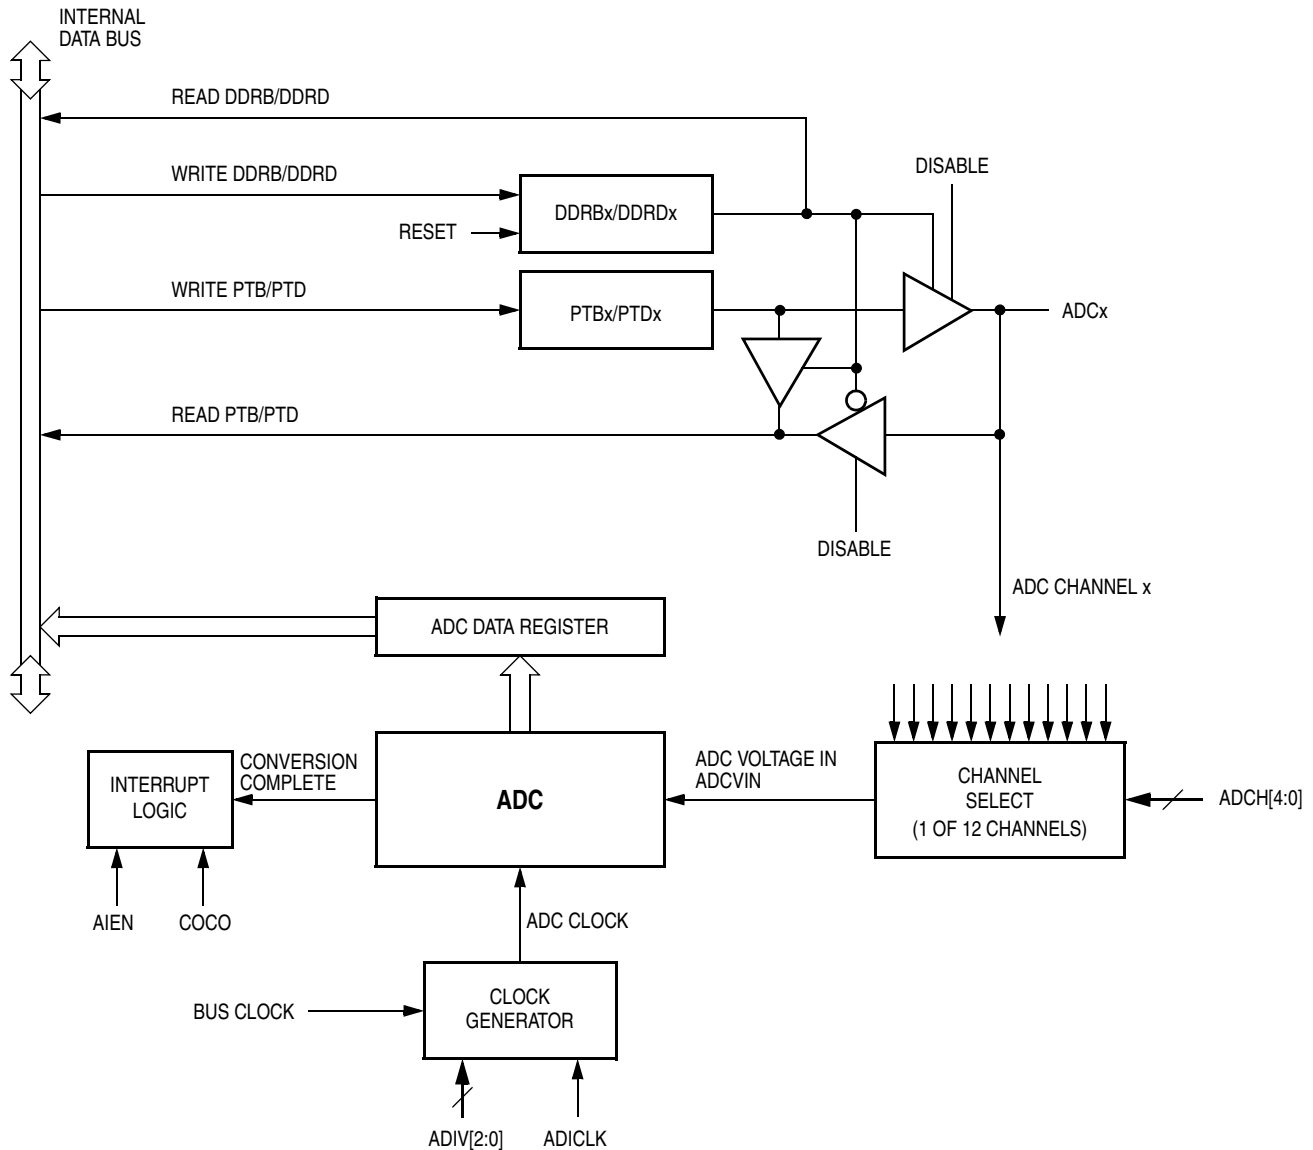 INTERNAL
DATA BUS
READ DDRB/DDRD
WRITE DDRB/DDRD
DISABLE
DDRBx/DDRDx
RESET
WRITE PTB/PTD
PTBx/PTDx
ADCx
READ PTB/PTD
DISABLE
ADC CHANNEL x
ADC DATA REGISTER
INTERRUPT
LOGIC
CONVERSION
COMPLETE
ADC
ADC VOLTAGE IN
ADCVIN
CHANNEL
SELECT
(1 OF 12 CHANNELS)
ADCH[4:0]
AIEN
COCO
ADC CLOCK
BUS CLOCK
CLOCK
GENERATOR
ADIV[2:0]
ADICLK